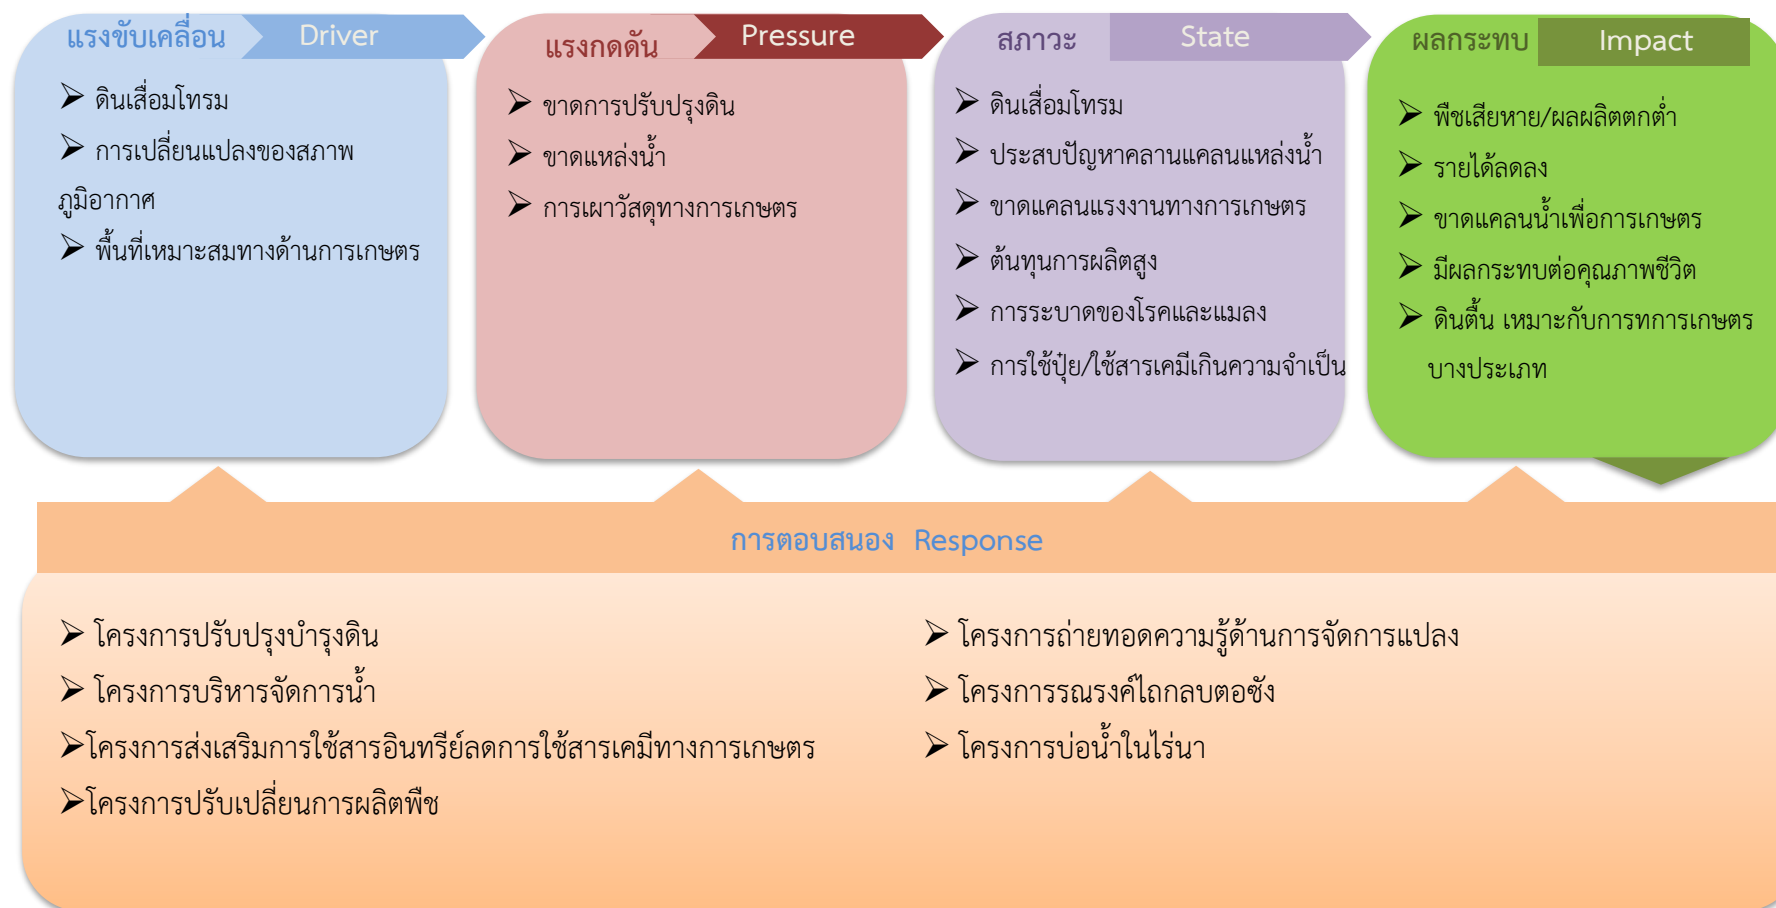 แรงขับเคลื่อน Driver
➢ ดินเสื่อมโทรม
➢ การเปลี่ยนแปลงของสภาพ
ภูมิอากาศ
➢ พื้นที่เหมาะสมทางด้านการเกษตร
แรงกดดัน Pressure
➢ ขาดการปรับปรุงดิน
➢ ขาดแหล่งน้ำ
➢ การเผาวัสดุทางการเกษตร
สภาวะ State
➢ ดินเสื่อมโทรม
➢ ประสบปัญหาคลานแคลนแหล่งน้ำ
➢ ขาดแคลนแรงงานทางการเกษตร
➢ ต้นทุนการผลิตสูง
➢ การระบาดของโรคและแมลง
➢ การใช้ปุ๋ย/ใช้สารเคมีเกินความจำเป็น
ผลกระทบ Impact
➢ พืชเสียหาย/ผลผลิตตกต่ำ
➢ รายได้ลดลง
➢ ขาดแคลนน้ำเพื่อการเกษตร
➢ มีผลกระทบต่อคุณภาพชีวิต
➢ ดินตื้น เหมาะกับการทการเกษตร
บางประเภท
การตอบสนอง Response
➢ โครงการปรับปรุงบำรุงดิน
➢ โครงการบริหารจัดการน้ำ
➢โครงการส่งเสริมการใช้สารอินทรีย์ลดการใช้สารเคมีทางการเกษตร
➢โครงการปรับเปลี่ยนการผลิตพืช
➢ โครงการถ่ายทอดความรู้ด้านการจัดการแปลง
➢ โครงการรณรงค์ไถกลบตอซัง
➢ โครงการบ่อน้ำในไร่นา